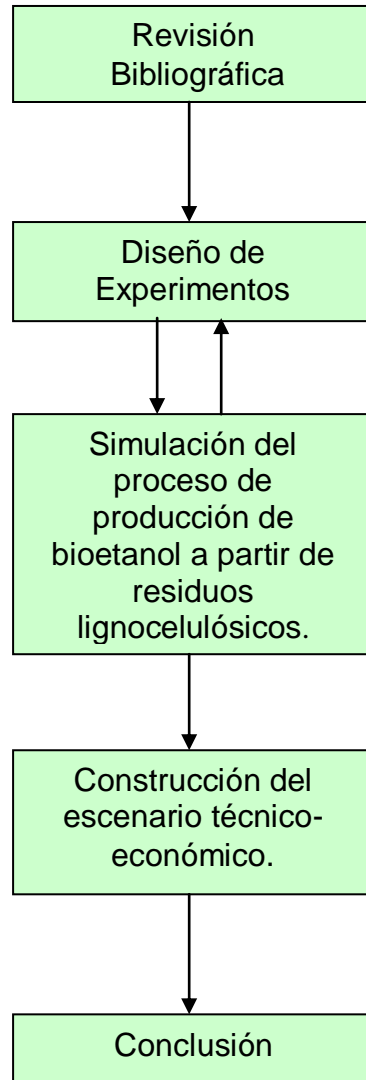 Revisión
Bibliográfica
Diseño de
Experimentos
Simulación del
proceso de
producción de
bioetanol a partir de
residuos
lignocelulósicos.
Construcción del
escenario técnico-
económico.
Conclusión